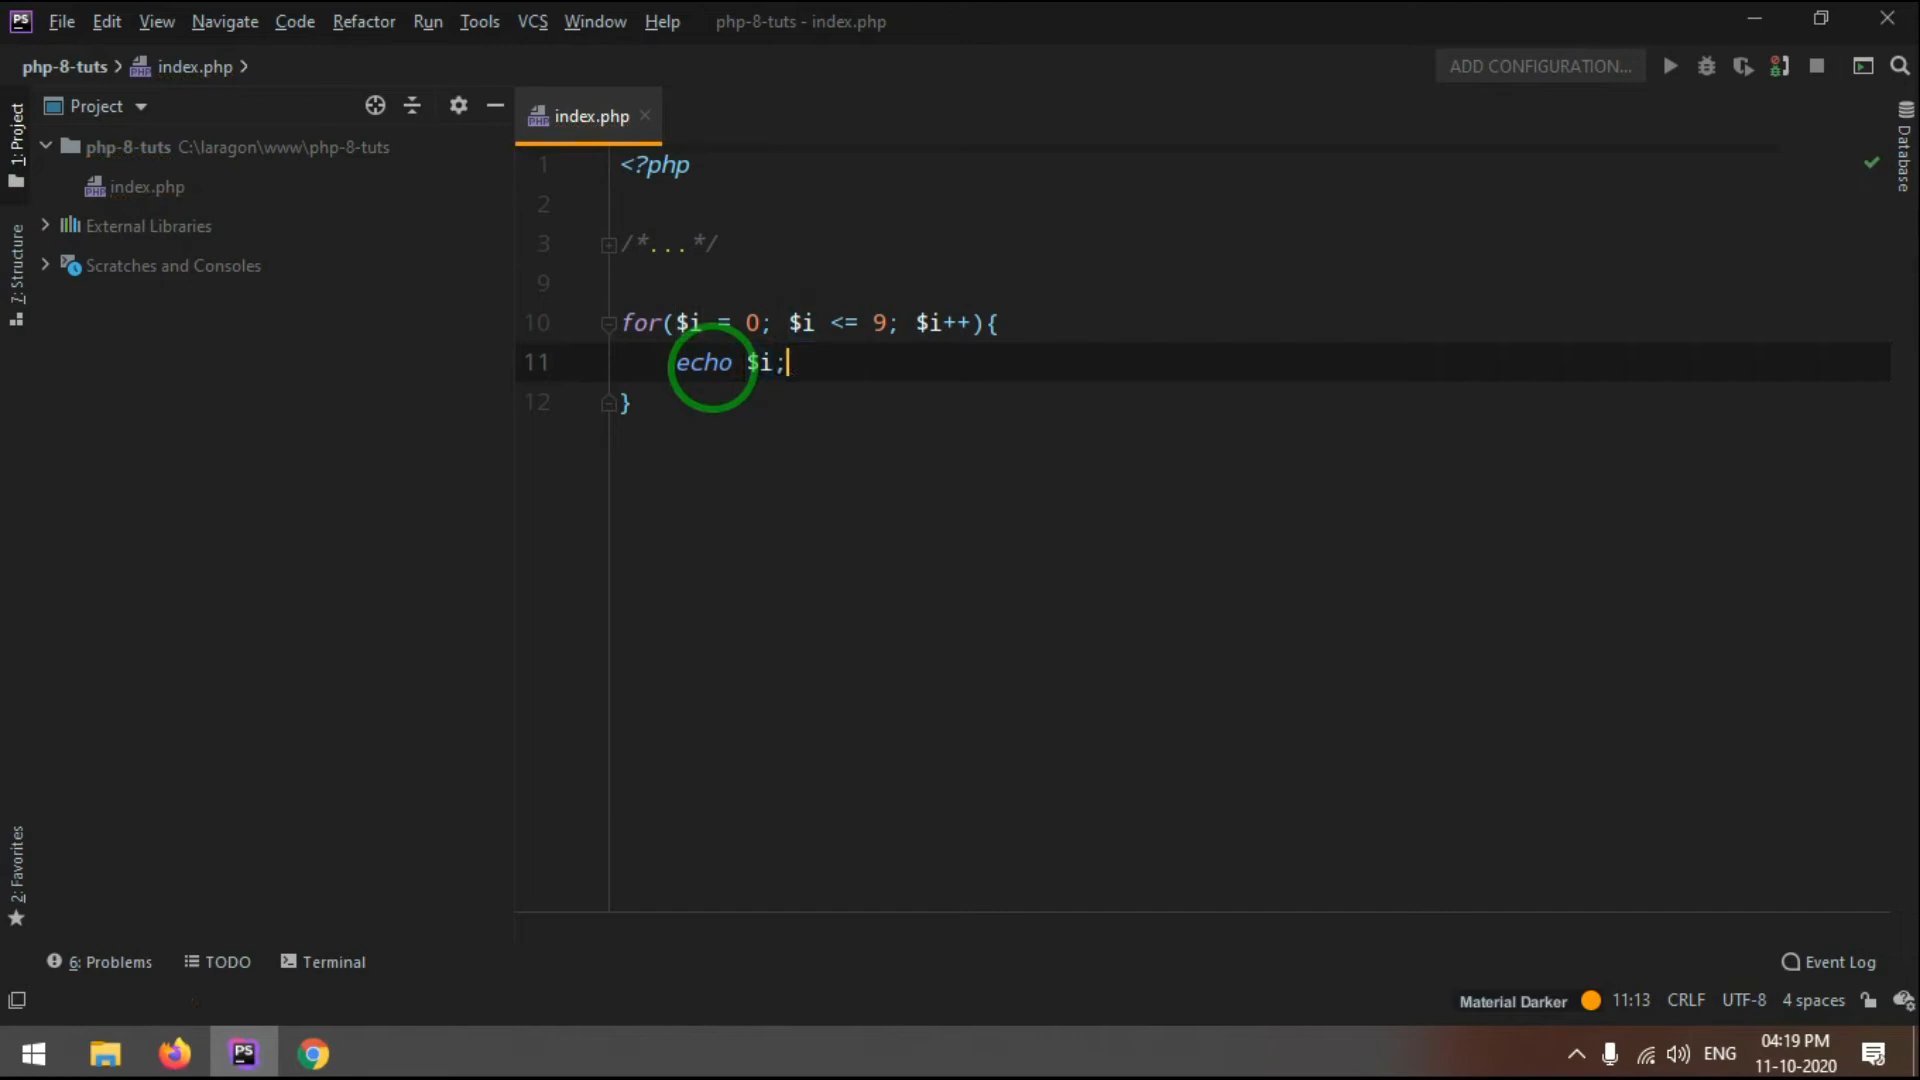 PS File Edit View Navigate Code Refactor Run Tools VCS Window Help php-8-tuts - index.php
php-8-tuts index.php ADD CONFIGURATION...
1: Project
Project
php-8-tuts C:\laragon\www\php-8-tuts
index.php
External Libraries
Scratches and Consoles
7: Structure
2: Favorites
index.php
1 <?php
2
3 /*...*/
9
10 for($i = 0; $i <= 9; $i++){
11 echo $i;
12 }
Database
6: Problems TODO Terminal Event Log
Material Darker 11:13 CRLF UTF-8 4 spaces
PS ENG 04:19 PM
11-10-2020